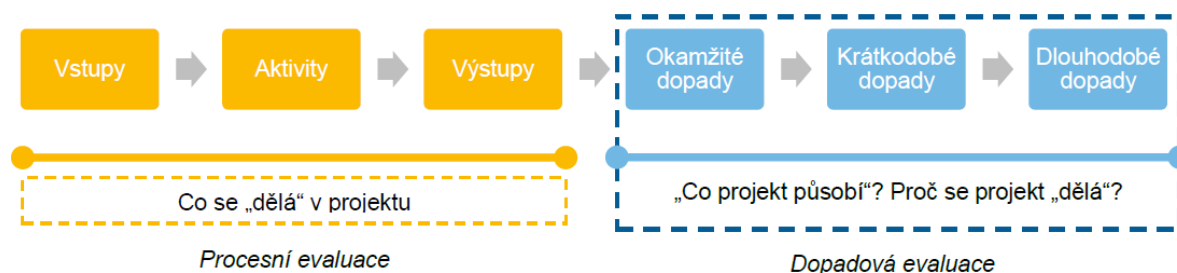 Vstupy
Aktivity
Výstupy
Okamžité
dopady
Krátkodobé
dopady
Dlouhodobé
dopady
Co se „dělá“ v projektu
„Co projekt působí“? Proč se projekt „dělá“?
Procesní evaluace
Dopadová evaluace